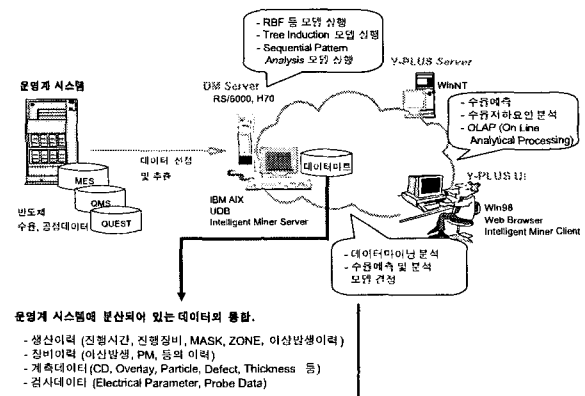 - RBF 등 모델 실행
- Tree Induction 모델 실행
- Sequential Pattern
Analysis 모델 실행
운영계 시스템
DM Server
RS/6000, H70
Y-PLUS Server
WinNT
- 수율예측
- 수율저하요인 분석
- OLAP (On Line
Analytical Processing)
데이터 선정
및 추출
데이터마트
MES
QMS
QUEST
반도체
수율, 공정데이터
IBM AIX
UDB
Intelligent Miner Server
Y-PLUS UI
Win98
Web Browser
Intelligent Miner Client
- 데이터마이닝 분석
- 수율예측 및 분석
모델 결정
운영계 시스템에 분산되어 있는 데이터의 통합.
- 생산이력 (진행시간, 진행장비, MASK, ZONE, 이상발생이력)
- 장비이력 (이상발생, PM, 등의 이력)
- 계측데이터(CD, Overlay, Particle, Defect, Thickness 등)
- 검사데이터 (Electrical Parameter, Probe Data)